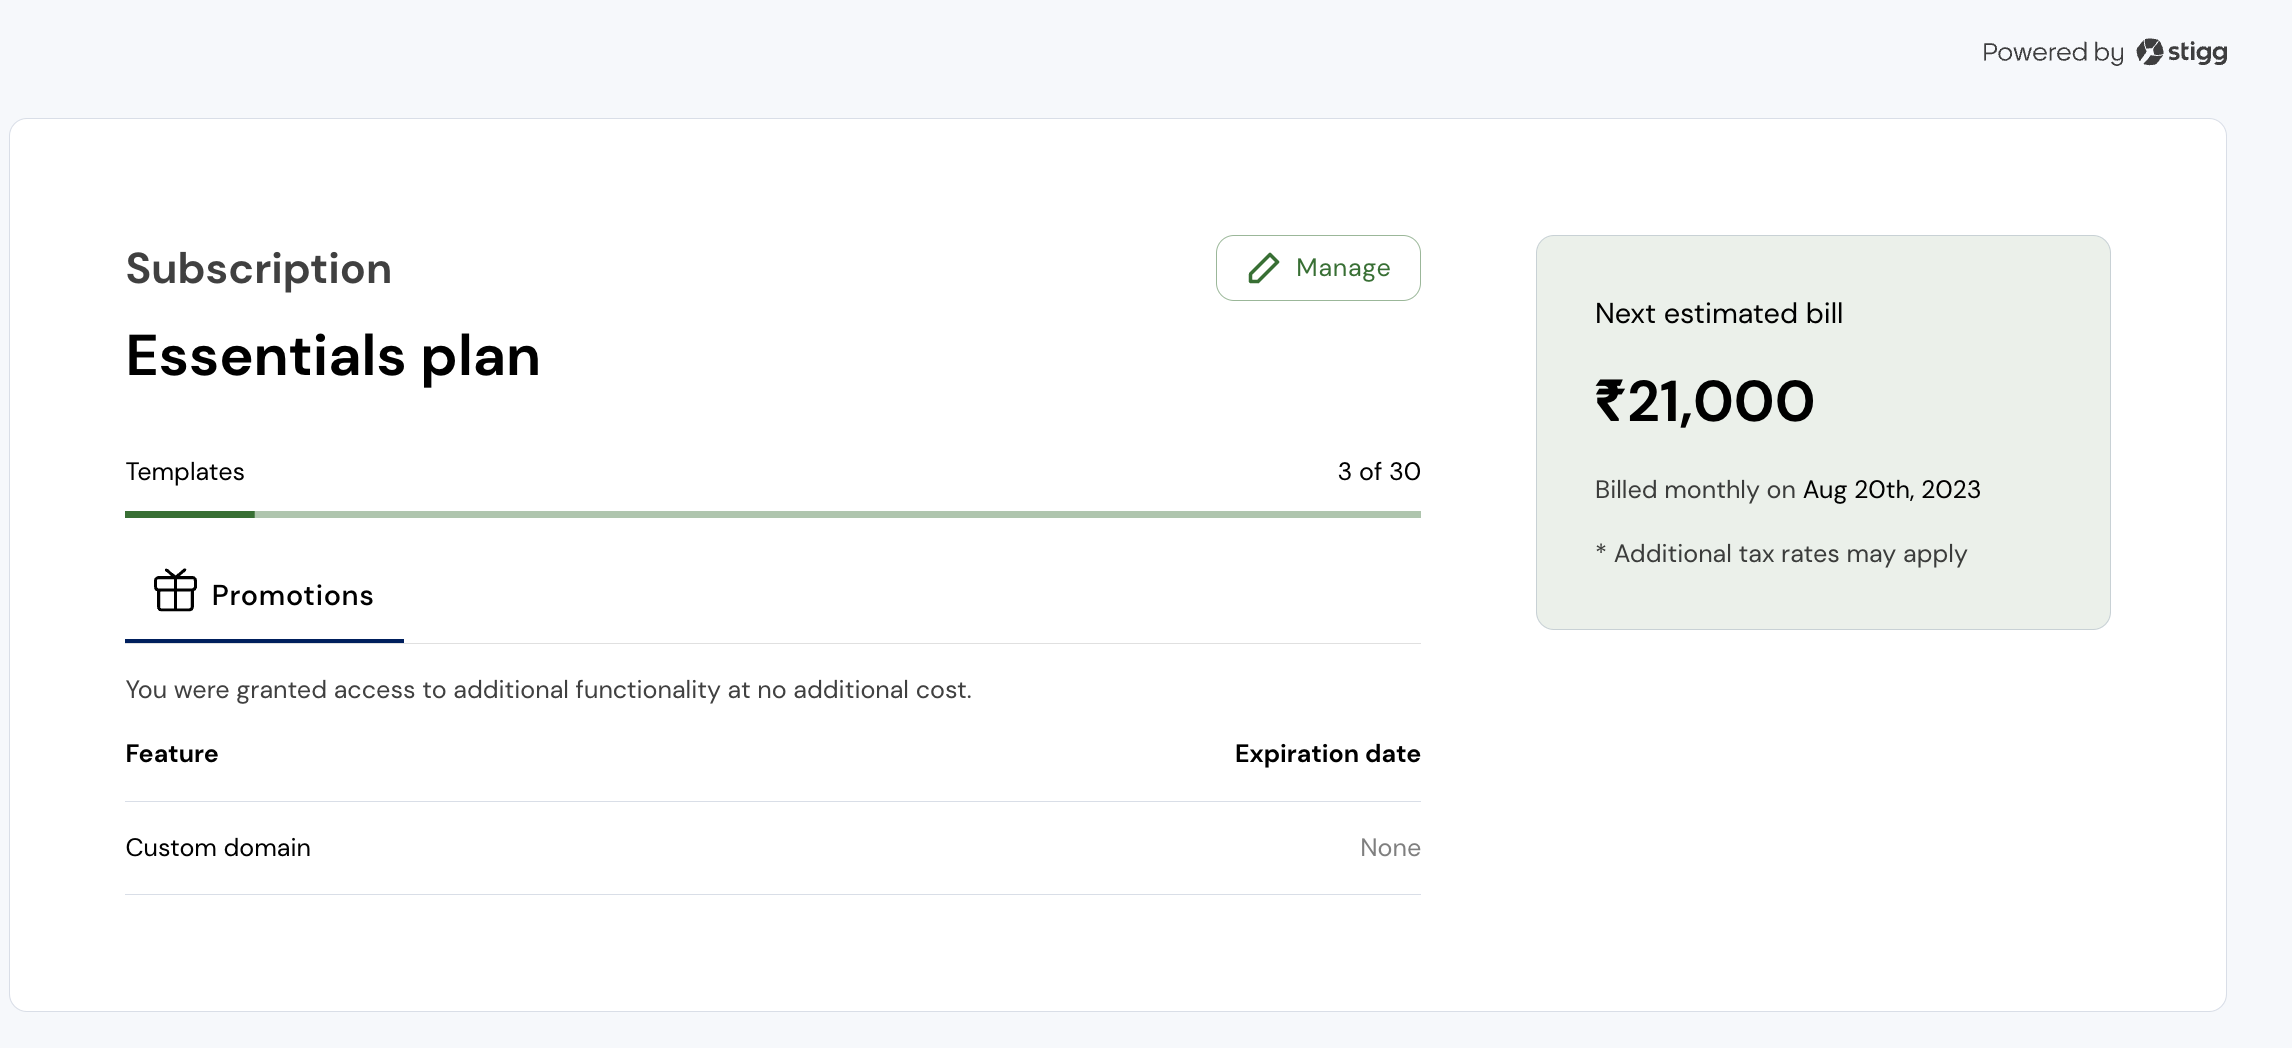 Powered by stigg
Subscription
Manage
Essentials plan
Templates 3 of 30
Promotions
You were granted access to additional functionality at no additional cost.
Feature Expiration date
Custom domain None
Next estimated bill
₹21,000
Billed monthly on Aug 20th, 2023
* Additional tax rates may apply